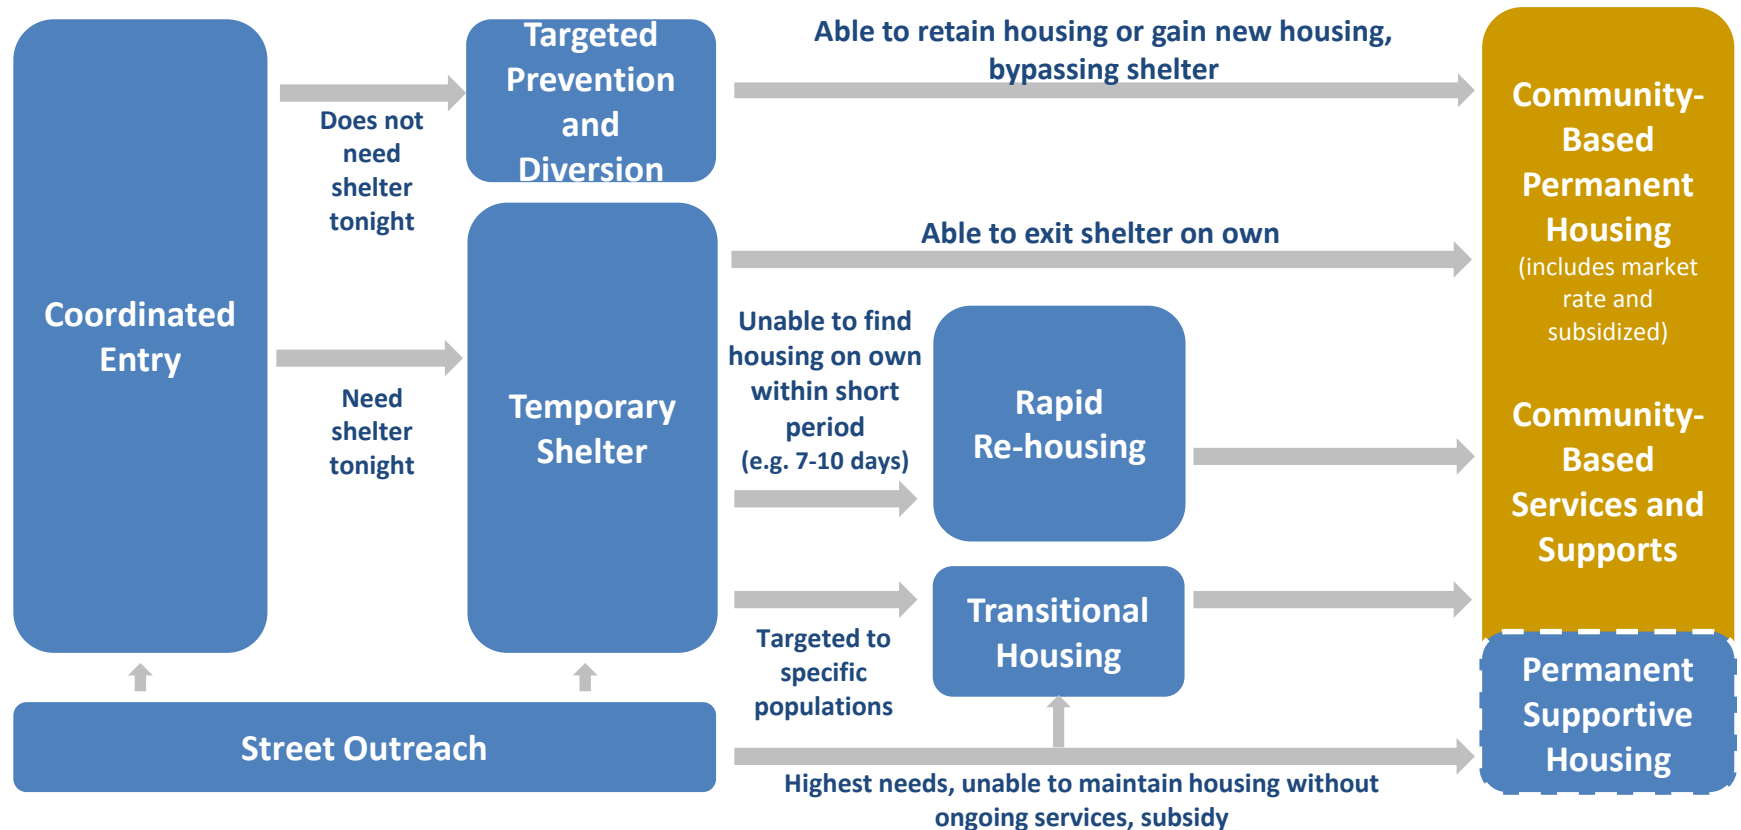 Coordinated
Entry
Does not
need
shelter
tonight
Need
shelter
tonight
Targeted
Prevention
and
Diversion
Temporary
Shelter
Street Outreach
Able to retain housing or gain new housing,
bypassing shelter
Able to exit shelter on own
Unable to find
housing on own
within short
period
(e.g. 7-10 days)
Rapid
Re-housing
Targeted to
specific
populations
Transitional
Housing
Highest needs, unable to maintain housing without
ongoing services, subsidy
Community-
Based
Permanent
Housing
(includes market
rate and
subsidized)
Community-
Based
Services and
Supports
Permanent
Supportive
Housing